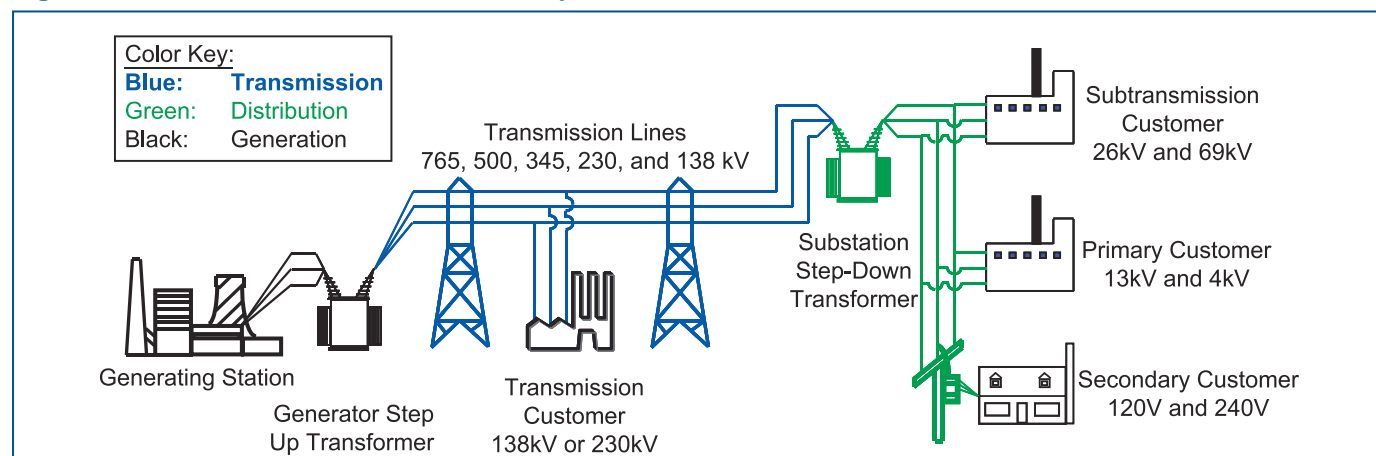 Color Key:
Blue: Transmission
Green: Distribution
Black: Generation
Transmission Lines
765, 500, 345, 230, and 138 kV
Subtransmission
Customer
26kV and 69kV
Substation
Step-Down
Transformer
Primary Customer
13kV and 4kV
Generating Station
Generator Step
Up Transformer
Transmission
Customer
138kV or 230kV
Secondary Customer
120V and 240V